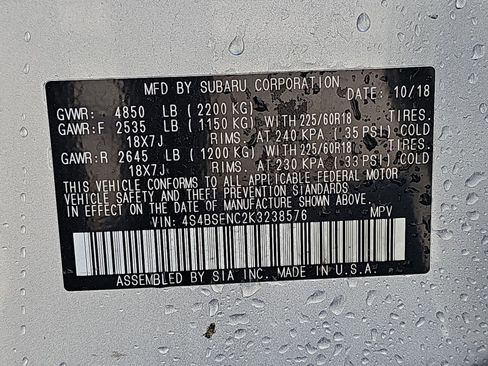 MFD BY SUBARU CORPORATION
DATE: 10/18
GVWR: 4850 LB (2200 KG)
GAWR:F 2535 LB (1150 KG) WITH 225/60R18 TIRES.
18X7J RIMS. AT 240 KPA (35 PSI) COLD
GAWR:R 2645 LB (1200 KG) WITH 225/60R18 TIRES.
18X7J RIMS. AT 230 KPA (33 PSI) COLD
THIS VEHICLE CONFORMS TO ALL APPLICABLE FEDERAL MOTOR
VEHICLE SAFETY AND THEFT PREVENTION STANDARDS
IN EFFECT ON THE DATE OF MANUFACTURE SHOWN ABOVE.
VIN: 4S4BSENC2K3238576 MPV
ASSEMBLED BY SIA INC. MADE IN U.S.A.